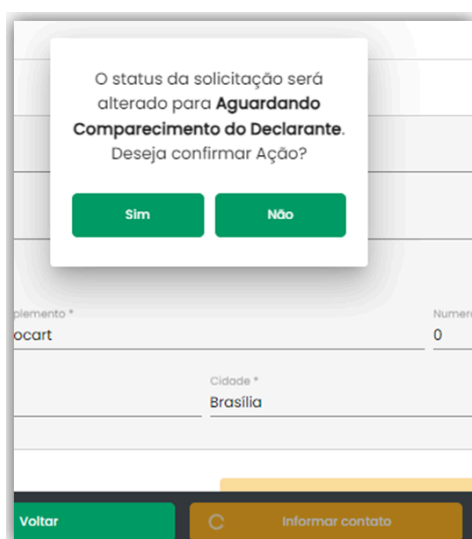 O status da solicitação será
alterado para Aguardando
Comparecimento do Declarante.
Deseja confirmar Ação?
Sim Não
plemento * Numero
ocart 0
Cidade *
Brasília
Voltar Informar contato